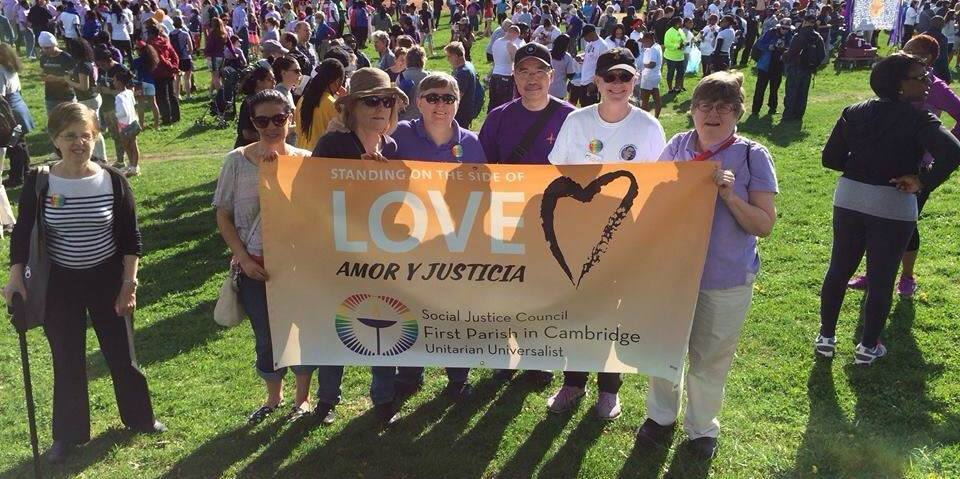 STANDING ON THE SIDE OF
LOVE
AMOR Y JUSTICIA
Social Justice Council
First Parish in Cambridge
Unitarian Universalist